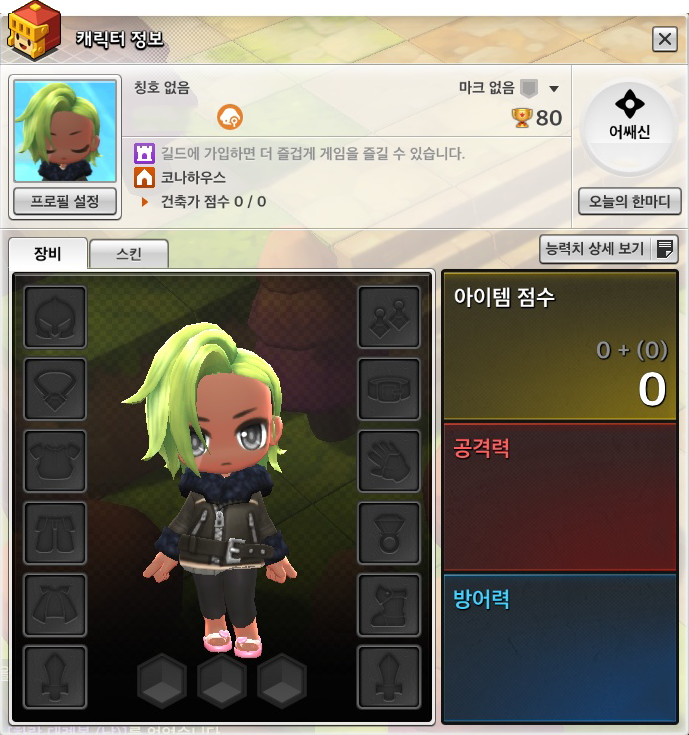 캐릭터 정보
칭호 없음
마크 없음
80
어쌔신
길드에 가입하면 더 즐겁게 게임을 즐길 수 있습니다.
코나하우스
건축가 점수 0 / 0
프로필 설정
오늘의 한마디
장비
스킨
능력치 상세 보기
아이템 점수
0 + (0)
0
공격력
방어력